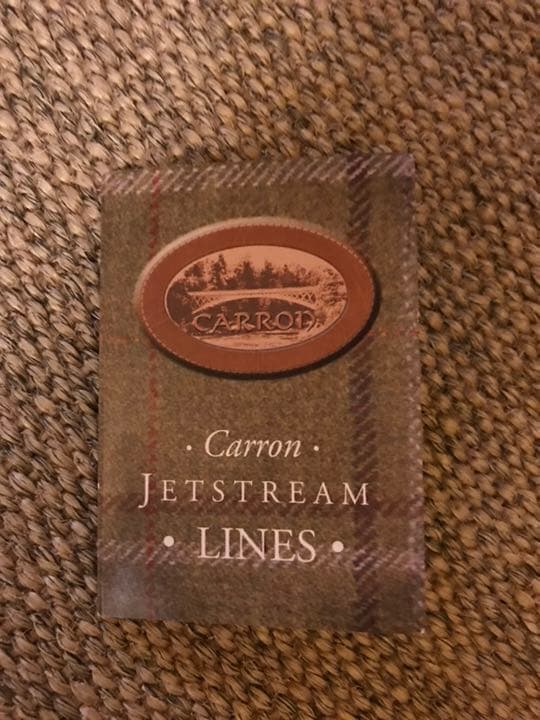 CARRON
· Carron ·
JETSTREAM
• LINES •